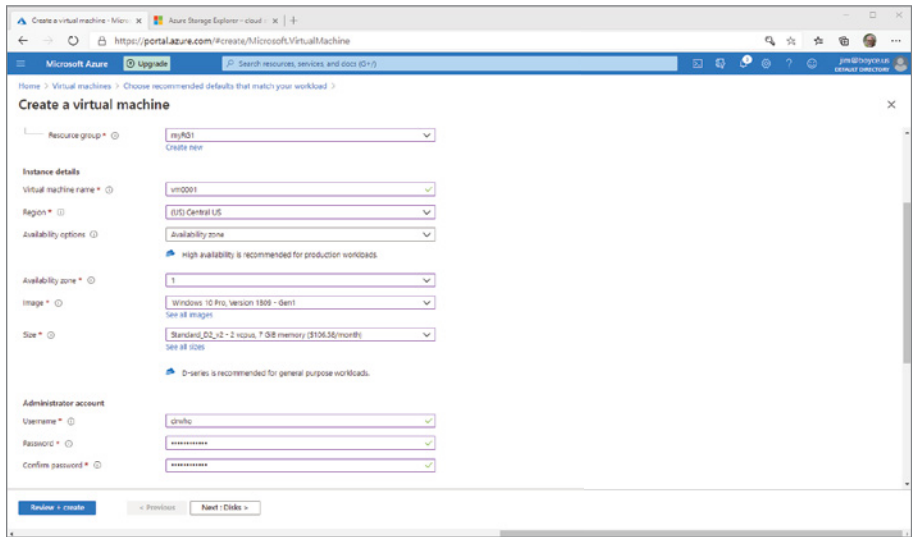 Create a virtual machine - Micro
Azure Storage Explorer – cloud
https://portal.azure.com/#create/Microsoft.VirtualMachine
Microsoft Azure
Upgrade
Search resources, services, and docs (G+/)
1
jim@boyce.us
DEFAULT DIRECTORY
Home > Virtual machines > Choose recommended defaults that match your workload >
Create a virtual machine
Resource group *
myRG1
Create new
Instance details
Virtual machine name *
vm0001
Region *
(US) Central US
Availability options
Availability zone
High availability is recommended for production workloads.
Availability zone *
1
Image *
Windows 10 Pro, Version 1809 - Gen1
See all images
Size *
Standard_D2_v2 - 2 vcpus, 7 GiB memory ($106.58/month)
See all sizes
D-series is recommended for general purpose workloads.
Administrator account
Username *
Password *
Confirm password *
Review + create
< Previous
Next : Disks >